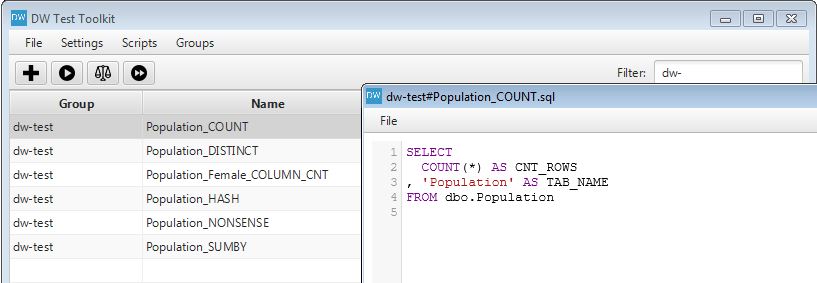 DW DW Test Toolkit
File Settings Scripts Groups
Filter: dw-
Group Name
dw-test Population_COUNT
dw-test Population_DISTINCT
dw-test Population_Female_COLUMN_CNT
dw-test Population_HASH
dw-test Population_NONSENSE
dw-test Population_SUMBY
DW dw-test#Population_COUNT.sql
File
1 SELECT
2 COUNT(*) AS CNT_ROWS
3 , 'Population' AS TAB_NAME
4 FROM dbo.Population
5